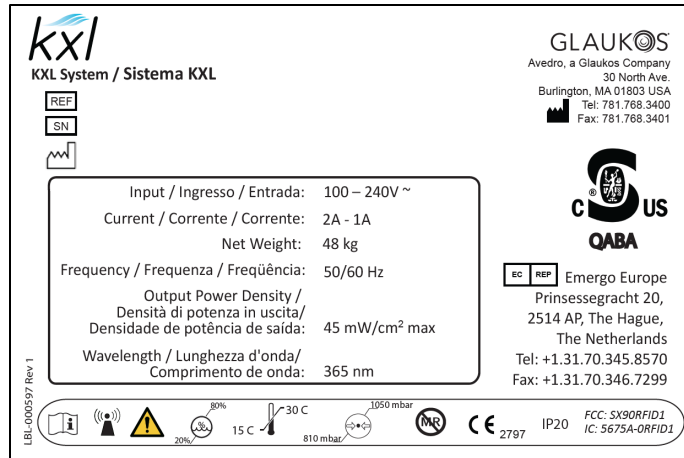 kxl
KXL System / Sistema KXL
REF
SN
GLAUKOS
Avedro, a Glaukos Company
30 North Ave.
Burlington, MA 01803 USA
Tel: 781.768.3400
Fax: 781.768.3401
Input / Ingresso / Entrada: 100 – 240V ~
Current / Corrente / Corrente: 2A - 1A
Net Weight: 48 kg
Frequency / Frequenza / Freqüência: 50/60 Hz
Output Power Density /
Densità di potenza in uscita/
Densidade de potência de saída: 45 mW/cm² max
Wavelength / Lunghezza d'onda/
Comprimento de onda: 365 nm
® C S US
QABA
EC REP Emergo Europe
Prinsessegracht 20,
2514 AP, The Hague,
The Netherlands
Tel: +1.31.70.345.8570
Fax: +1.31.70.346.7299
LBL-000597 Rev 1
i
20% % 80%
15 C 30 C
810 mbar 1050 mbar
MR
CE 2797
IP20
FCC: SX90RFID1
IC: 5675A-0RFID1